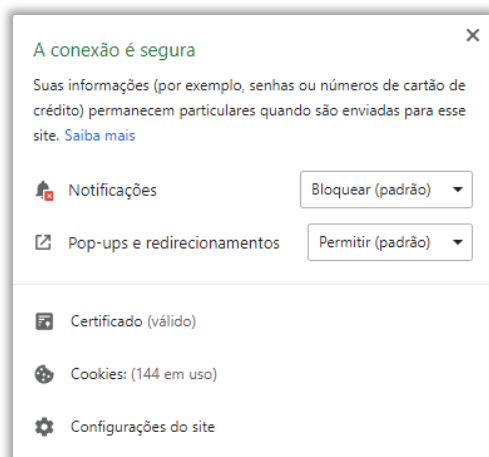 A conexão é segura
Suas informações (por exemplo, senhas ou números de cartão de
crédito) permanecem particulares quando são enviadas para esse
site. Saiba mais
Notificações Bloquear (padrão)
Pop-ups e redirecionamentos Permitir (padrão)
Certificado (válido)
Cookies: (144 em uso)
Configurações do site